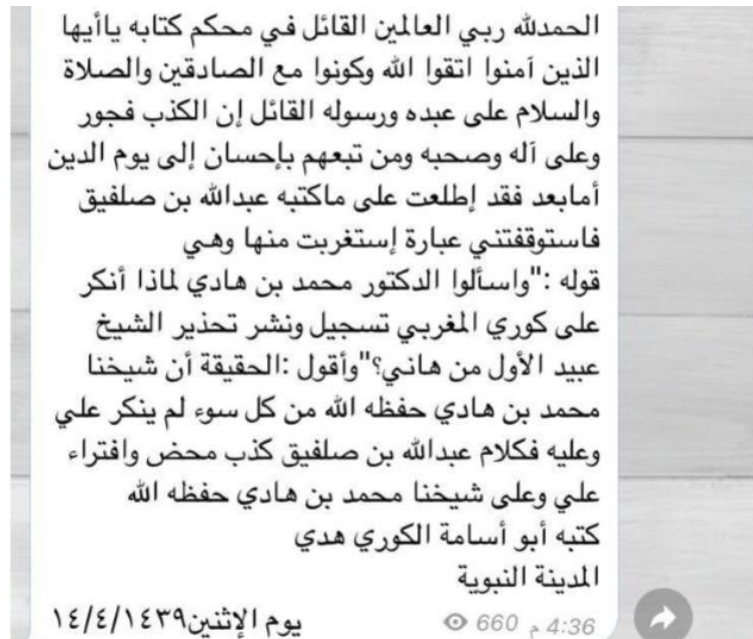 الحمدلله ربي العالمين القائل في محكم كتابه ياأيها
الذين آمنوا اتقوا الله وكونوا مع الصادقين والصلاة
والسلام على عبده ورسوله القائل إن الكذب فجور
وعلى آله وصحبه ومن تبعهم بإحسان إلى يوم الدين
أمابعد فقد إطلعت على ماكتبه عبدالله بن صلفيق
فاستوقفتني عبارة إستغربت منها وهي
قوله :"واسألوا الدكتور محمد بن هادي لماذا أنكر
على كوري المغربي تسجيل ونشر تحذير الشيخ
عبيد الأول من هاني؟"وأقول :الحقيقة أن شيخنا
محمد بن هادي حفظه الله من كل سوء لم ينكر علي
وعليه فكلام عبدالله بن صلفيق كذب محض وافتراء
علي وعلى شيخنا محمد بن هادي حفظه الله
كتبه أبو أسامة الكوري هدي
المدينة النبوية
يوم الإثنين١٤/٤/١٤٣٩
660 4:36 م